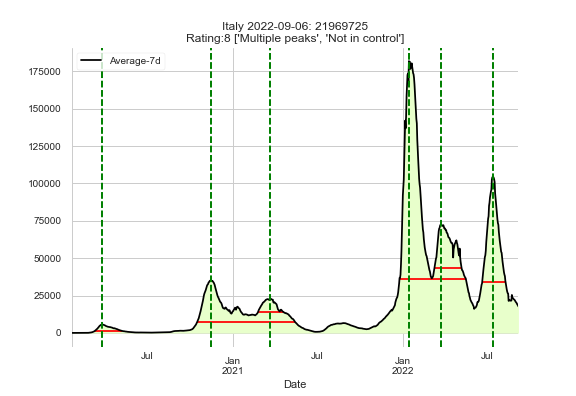 Italy 2022-09-06: 21969725
Rating:8 ['Multiple peaks', 'Not in control']
Average-7d
175000
150000
125000
100000
75000
50000
25000
0
Jul
Jan
2021
Jul
Jan
2022
Jul
Date